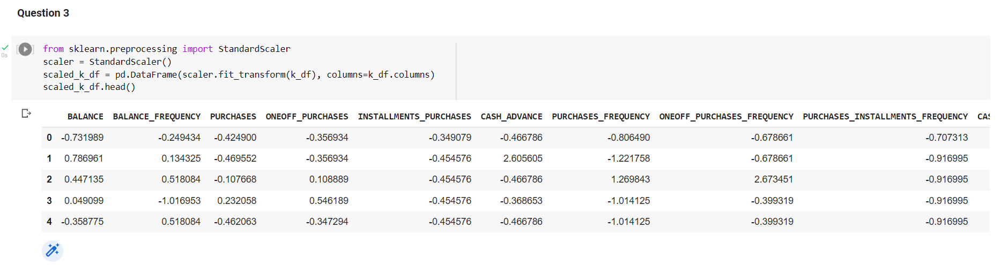 Question 3
from sklearn.preprocessing import StandardScaler
0s
scaler = StandardScaler()
scaled_k_df = pd.DataFrame(scaler.fit_transform(k_df), columns=k_df.columns)
scaled_k_df.head()
BALANCE BALANCE_FREQUENCY PURCHASES ONEOFF_PURCHASES INSTALLMENTS_PURCHASES CASH_ADVANCE PURCHASES_FREQUENCY ONEOFF_PURCHASES_FREQUENCY PURCHASES_INSTALLMENTS_FREQUENCY CAS
0 -0.731989 -0.249434 -0.424900 -0.356934 -0.349079 -0.466786 -0.806490 -0.678661 -0.707313
1 0.786961 0.134325 -0.469552 -0.356934 -0.454576 2.605605 -1.221758 -0.678661 -0.916995
2 0.447135 0.518084 -0.107668 0.108889 -0.454576 -0.466786 1.269843 2.673451 -0.916995
3 0.049099 -1.016953 0.232058 0.546189 -0.454576 -0.368653 -1.014125 -0.399319 -0.916995
4 -0.358775 0.518084 -0.462063 -0.347294 -0.454576 -0.466786 -1.014125 -0.399319 -0.916995